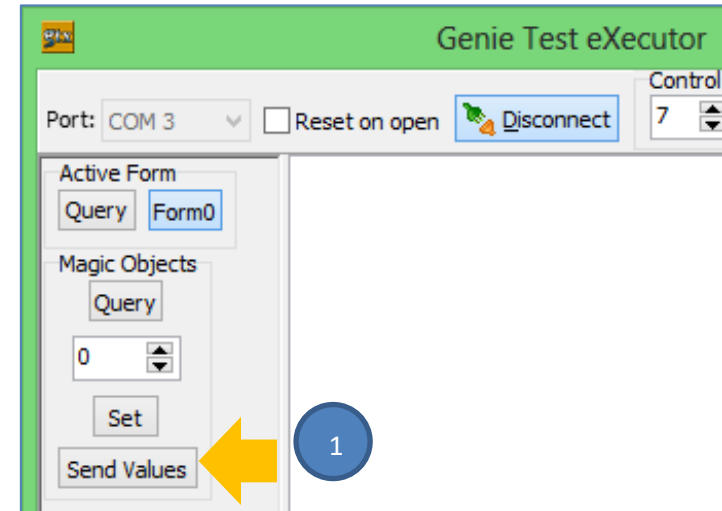 gtx
Genie Test eXecutor
Control
Port: COM 3 Reset on open Disconnect 7
Active Form
Query Form0
Magic Objects
Query
0
Set
Send Values
1